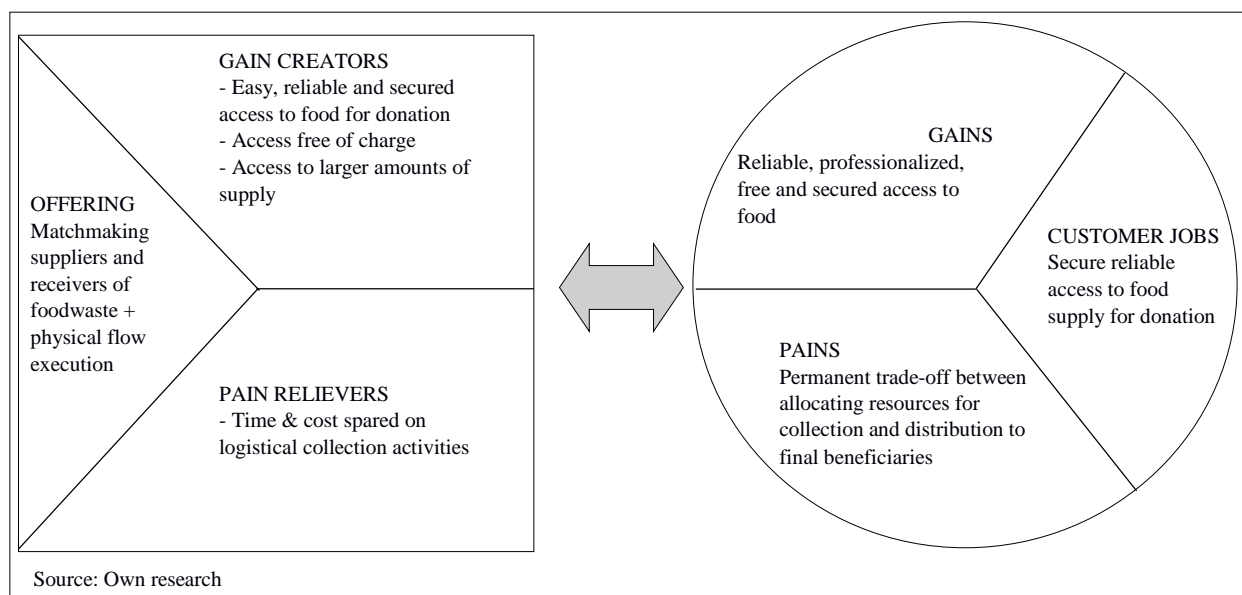 GAIN CREATORS
- Easy, reliable and secured
access to food for donation
- Access free of charge
- Access to larger amounts of
supply
OFFERING
Matchmaking
suppliers and
receivers of
foodwaste +
physical flow
execution
PAIN RELIEVERS
- Time & cost spared on
logistical collection activities
GAINS
Reliable, professionalized,
free and secured access to
food
CUSTOMER JOBS
Secure reliable
access to food
supply for donation
PAINS
Permanent trade-off between
allocating resources for
collection and distribution to
final beneficiaries
Source: Own research